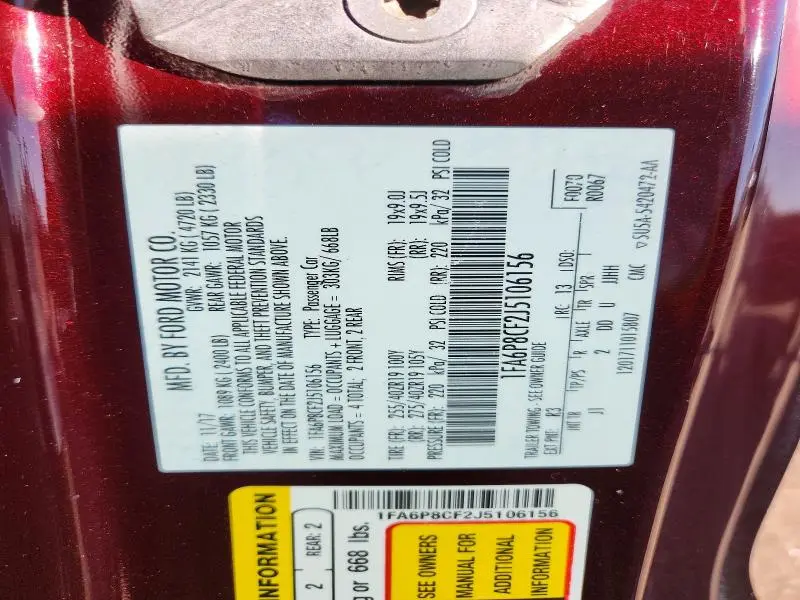 MFD. BY FORD MOTOR CO.
DATE: 11/17 GVWR: 2141 KG ( 4720 LB)
FRONT GAWR: 1089 KG ( 2400 LB) REAR GAWR: 1057 KG ( 2330 LB)
THIS VEHICLE CONFORMS TO ALL APPLICABLE FEDERAL MOTOR
VEHICLE SAFETY, BUMPER, AND THEFT PREVENTION STANDARDS
IN EFFECT ON THE DATE OF MANUFACTURE SHOWN ABOVE.
VIN: 1FA6P8CF2J5106156 TYPE: Passenger Car
MAXIMUM LOAD = OCCUPANTS + LUGGAGE = 303KG/ 668LB
OCCUPANTS = 4 TOTAL; 2 FRONT, 2 REAR
TIRE (FR): 255/40ZR19 100Y RIMS (FR): 19x9.0J
(RR): 275/40ZR19 105Y (RR): 19x9.5J
PRESSURE (FR): 220 kPa/ 32 PSI COLD (RR): 220 kPa/ 32 PSI COLD
1FA6P8CF2J5106156
TRAILER TOWING - SEE OWNER GUIDE
F0070
EXT PNT: R3 RC: 13 DSO: R0067
INT TR TP/PS R AXLE TR SPR
J1 2 D0 U JHHH
12017111015807 CMC ▽SU5A-5420472-AA
1FA6P8CF2J5106156
INFORMATION
2 REAR: 2
or 668 lbs.
SEE OWNERS
MANUAL FOR
ADDITIONAL
INFORMATION